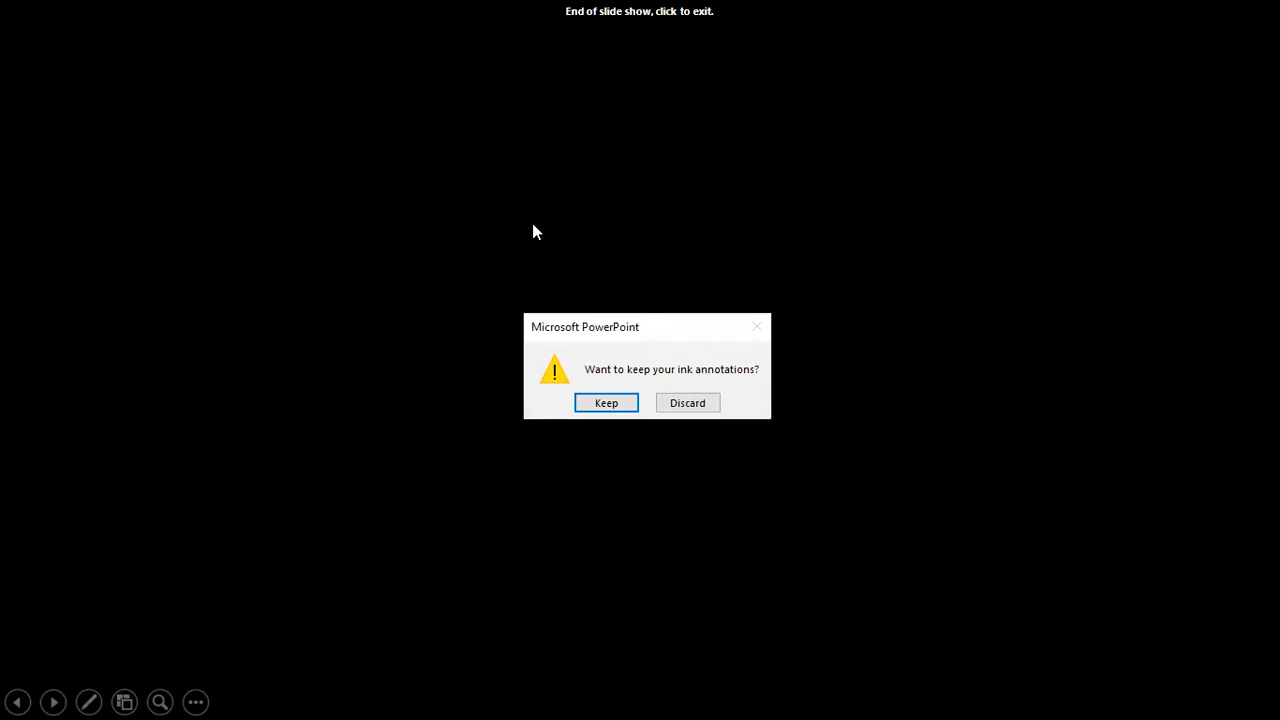 End of slide show, click to exit.
Microsoft PowerPoint
Want to keep your ink annotations?
Keep
Discard